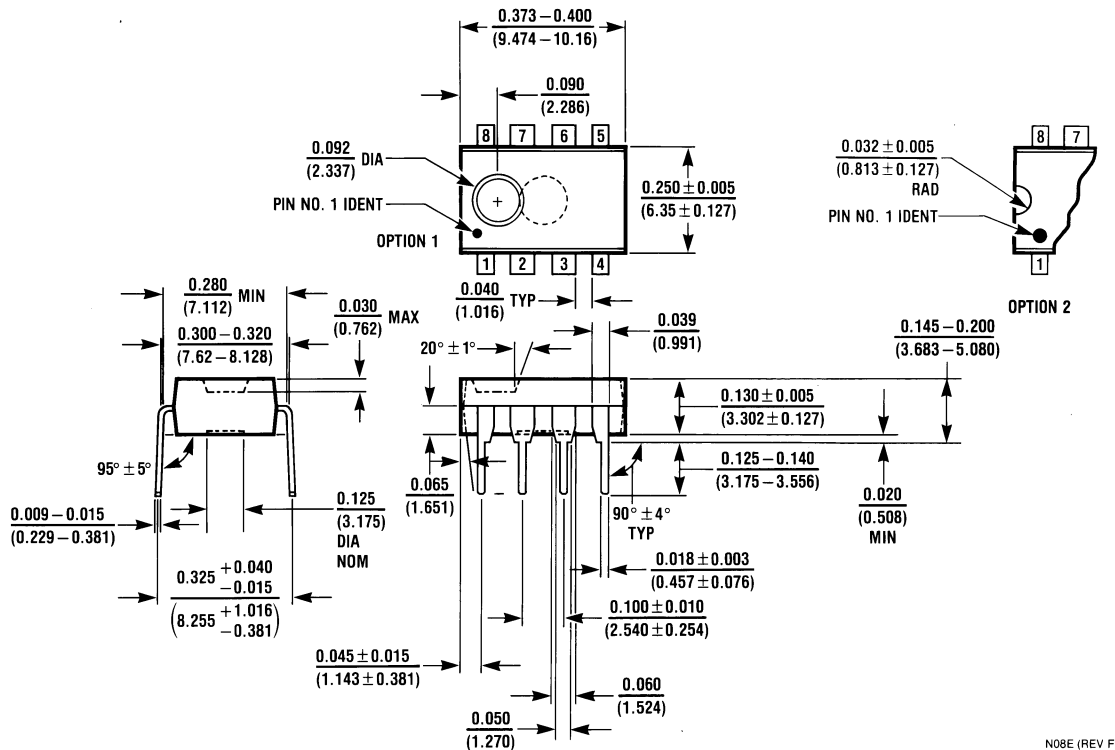 0.373 – 0.400
(9.474 – 10.16)
0.090
(2.286)
8 7 6 5
0.092 DIA
(2.337)
PIN NO. 1 IDENT
OPTION 1
0.250 ± 0.005
(6.35 ± 0.127)
1 2 3 4
8 7
0.032 ± 0.005
(0.813 ± 0.127)
RAD
PIN NO. 1 IDENT
1
OPTION 2
0.280 MIN
(7.112)
0.300 – 0.320
(7.62 – 8.128)
0.030 MAX
(0.762)
0.040 TYP
(1.016)
0.039
(0.991)
20° ± 1°
0.145 – 0.200
(3.683 – 5.080)
0.130 ± 0.005
(3.302 ± 0.127)
95° ± 5°
0.065
(1.651)
0.125 – 0.140
(3.175 – 3.556)
90° ± 4°
TYP
0.020
(0.508)
MIN
0.009 – 0.015
(0.229 – 0.381)
0.125
(3.175)
DIA
NOM
0.018 ± 0.003
(0.457 ± 0.076)
0.325 +0.040
−0.015
(8.255 +1.016
−0.381)
0.100 ± 0.010
(2.540 ± 0.254)
0.045 ± 0.015
(1.143 ± 0.381)
0.060
(1.524)
0.050
(1.270)
N08E (REV F